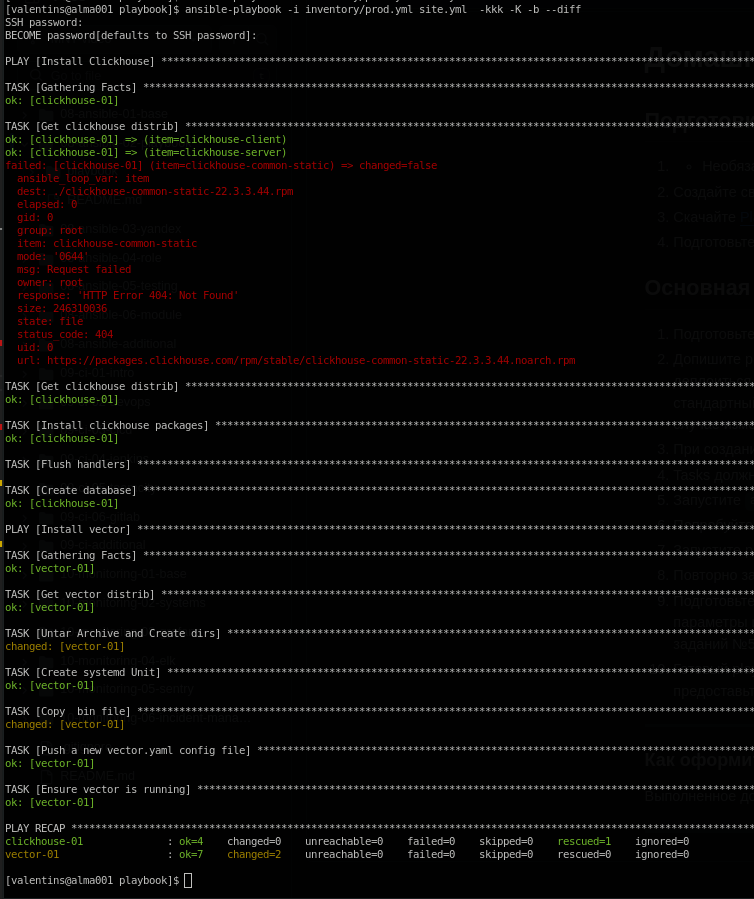 [valentins@alma001 playbook]$ ansible-playbook -i inventory/prod.yml site.yml  -kkk -K -b --diff
SSH password:
BECOME password[defaults to SSH password]:
PLAY [Install Clickhouse] ****************************************************************************************************
TASK [Gathering Facts] *******************************************************************************************************
ok: [clickhouse-01]
TASK [Get clickhouse distrib] ************************************************************************************************
ok: [clickhouse-01] => (item=clickhouse-client)
ok: [clickhouse-01] => (item=clickhouse-server)
failed: [clickhouse-01] (item=clickhouse-common-static) => changed=false
  ansible_loop_var: item
  dest: ./clickhouse-common-static-22.3.3.44.rpm
  elapsed: 0
  gid: 0
  group: root
  item: clickhouse-common-static
  mode: '0644'
  msg: Request failed
  owner: root
  response: 'HTTP Error 404: Not Found'
  size: 246310036
  state: file
  status_code: 404
  uid: 0
  url: https://packages.clickhouse.com/rpm/stable/clickhouse-common-static-22.3.3.44.noarch.rpm
TASK [Get clickhouse distrib] ************************************************************************************************
ok: [clickhouse-01]
TASK [Install clickhouse packages] *******************************************************************************************
ok: [clickhouse-01]
TASK [Flush handlers] ********************************************************************************************************
TASK [Create database] *******************************************************************************************************
ok: [clickhouse-01]
PLAY [Install vector] ********************************************************************************************************
TASK [Gathering Facts] *******************************************************************************************************
ok: [vector-01]
TASK [Get vector distrib] ****************************************************************************************************
ok: [vector-01]
TASK [Untar Archive and Create dirs] *****************************************************************************************
changed: [vector-01]
TASK [Create systemd Unit] ***************************************************************************************************
ok: [vector-01]
TASK [Copy  bin file] ********************************************************************************************************
changed: [vector-01]
TASK [Push a new vector.yaml config file] ************************************************************************************
ok: [vector-01]
TASK [Ensure vector is running] **********************************************************************************************
ok: [vector-01]
PLAY RECAP *******************************************************************************************************************
clickhouse-01              : ok=4    changed=0    unreachable=0    failed=0    skipped=0    rescued=1    ignored=0
vector-01                  : ok=7    changed=2    unreachable=0    failed=0    skipped=0    rescued=0    ignored=0
[valentins@alma001 playbook]$